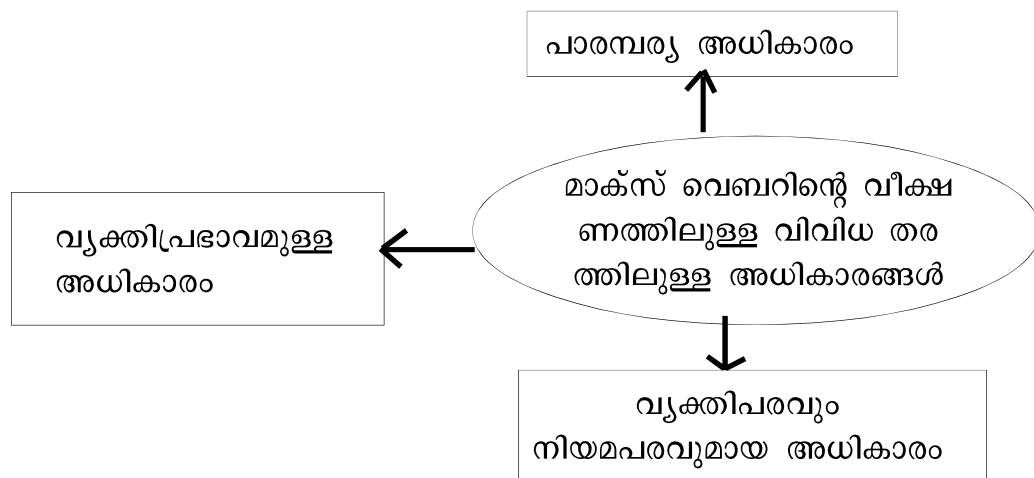 പാരമ്പര്യ അധികാരം
മാക്സ് വെബറിന്റെ വീക്ഷ
ണത്തിലുള്ള വിവിധ തര
ത്തിലുള്ള അധികാരങ്ങൾ
വ്യക്തിപ്രഭാവമുള്ള
അധികാരം
വ്യക്തിപരവും
നിയമപരവുമായ അധികാരം